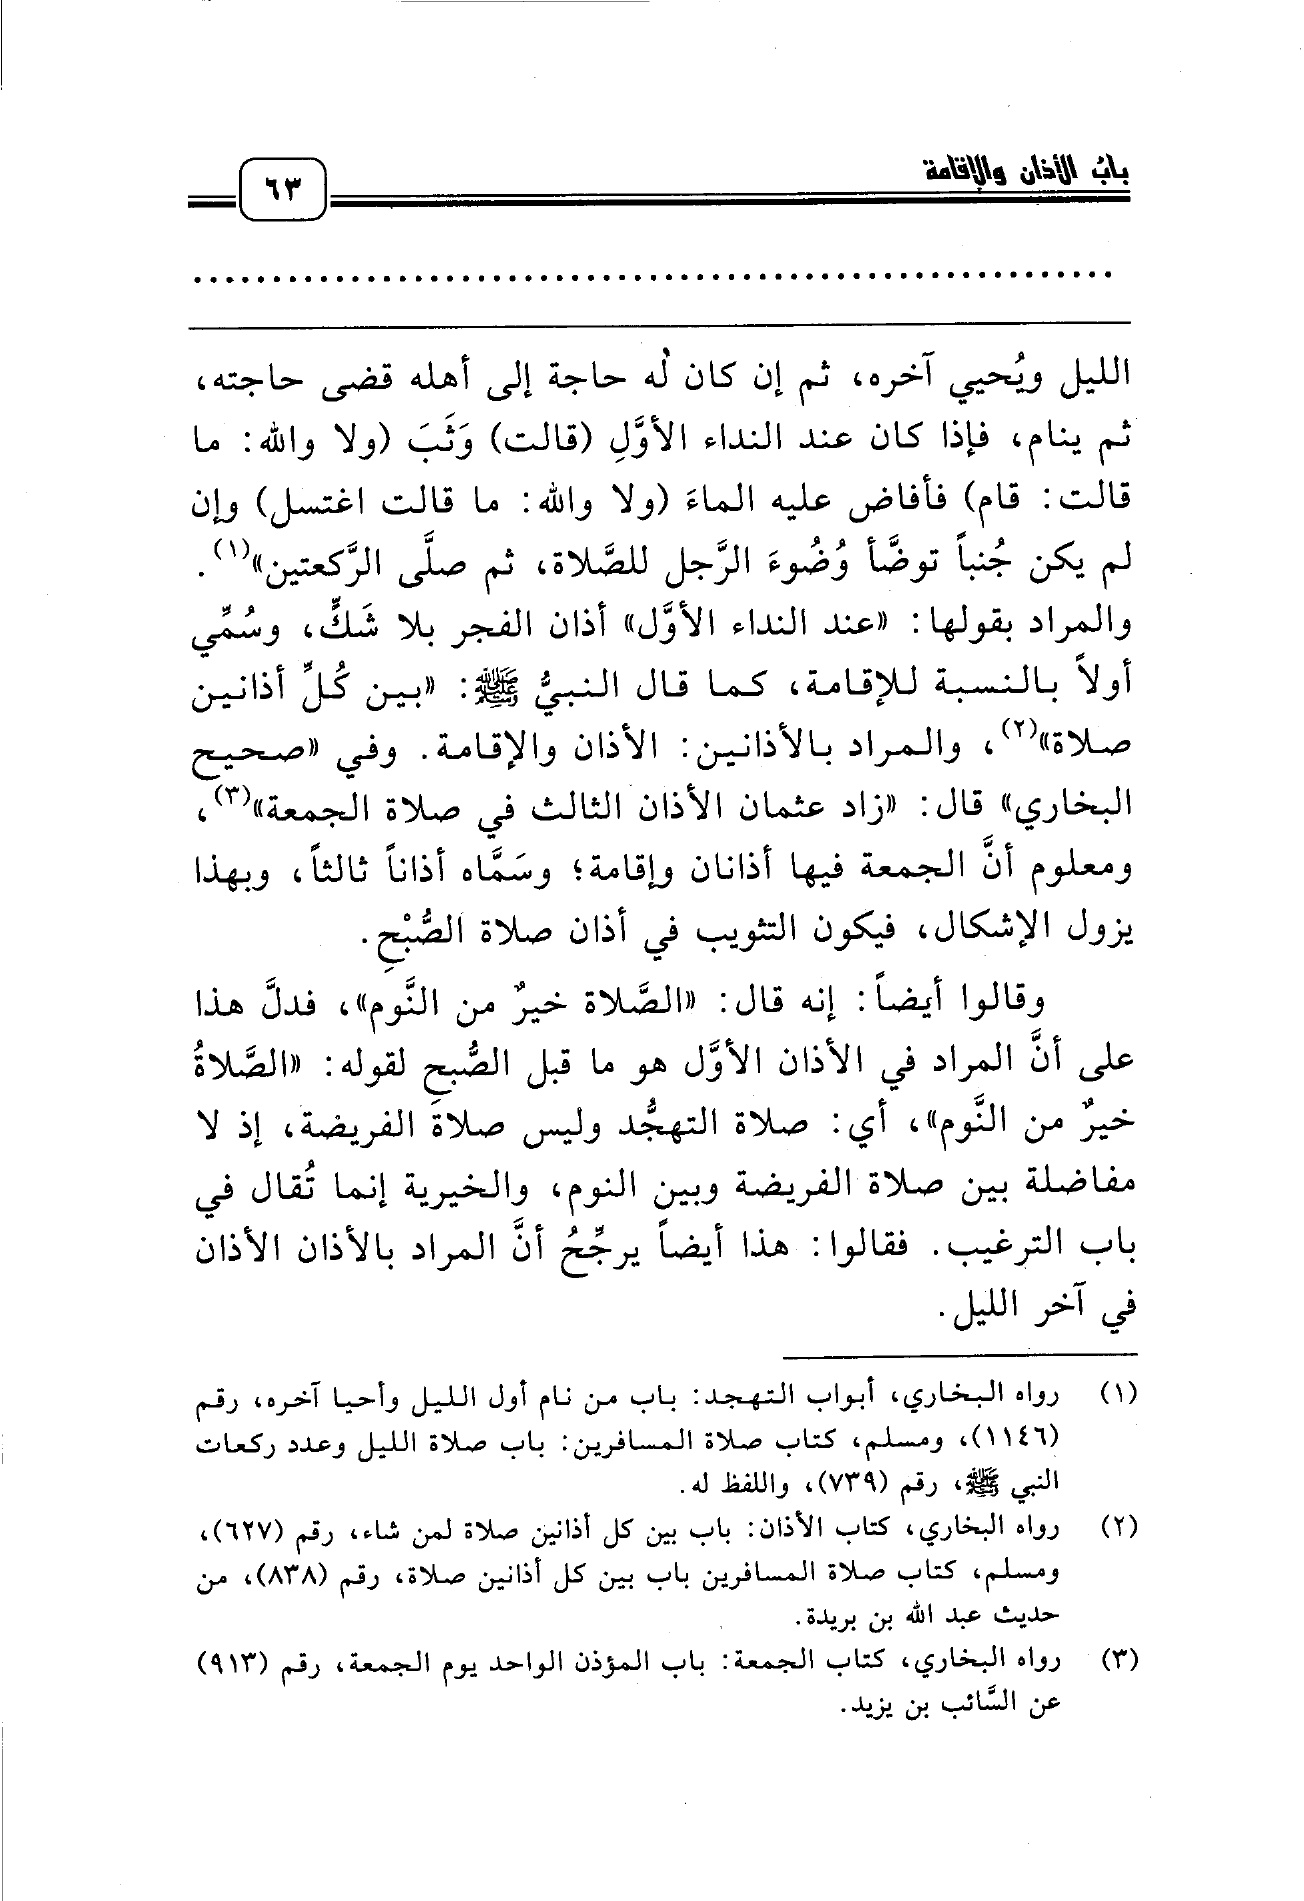 بابُ الأذان والإقامة
٦٣
الليل ويُحيي آخره، ثم إن كان له حاجة إلى أهله قضى حاجته،
ثم ينام، فإذا كان عند النداء الأوَّلِ (قالت) وَثَبَ (ولا والله: ما
قالت: قام) فأفاض عليه الماءَ (ولا والله: ما قالت اغتسل) وإن
لم يكن جُنباً توضَّأ وُضُوءَ الرَّجل للصَّلاة، ثم صلَّى الرَّكعتين»(١).
والمراد بقولها: «عند النداء الأوَّل» أذان الفجر بلا شَكٍّ، وسُمِّي
أولاً بالنسبة للإقامة، كما قال النبيُّ ﷺ: «بين كُلِّ أذانين
صلاة»(٢)، والمراد بالأذانين: الأذان والإقامة. وفي «صحيح
البخاري» قال: «زاد عثمان الأذان الثالث في صلاة الجمعة»(٣)،
ومعلوم أنَّ الجمعة فيها أذانان وإقامة؛ وسَمَّاه أذاناً ثالثاً، وبهذا
يزول الإشكال، فيكون التثويب في أذان صلاة الصُّبْحِ.
وقالوا أيضاً: إنه قال: «الصَّلاة خيرٌ من النَّوم»، فدلَّ هذا
على أنَّ المراد في الأذان الأوَّل هو ما قبل الصُّبحِ لقوله: «الصَّلاةُ
خيرٌ من النَّوم»، أي: صلاة التهجُّد وليس صلاةَ الفريضة، إذ لا
مفاضلة بين صلاة الفريضة وبين النوم، والخيرية إنما تُقال في
باب الترغيب. فقالوا: هذا أيضاً يرجِّحُ أنَّ المراد بالأذان الأذان
في آخر الليل.
(١) رواه البخاري، أبواب التهجد: باب من نام أول الليل وأحيا آخره، رقم
(١١٤٦)، ومسلم، كتاب صلاة المسافرين: باب صلاة الليل وعدد ركعات
النبي ﷺ، رقم (٧٣٩)، واللفظ له.
(٢) رواه البخاري، كتاب الأذان: باب بين كل أذانين صلاة لمن شاء، رقم (٦٢٧)،
ومسلم، كتاب صلاة المسافرين باب بين كل أذانين صلاة، رقم (٨٣٨)، من
حديث عبد الله بن بريدة.
(٣) رواه البخاري، كتاب الجمعة: باب المؤذن الواحد يوم الجمعة، رقم (٩١٣)
عن السَّائب بن يزيد.